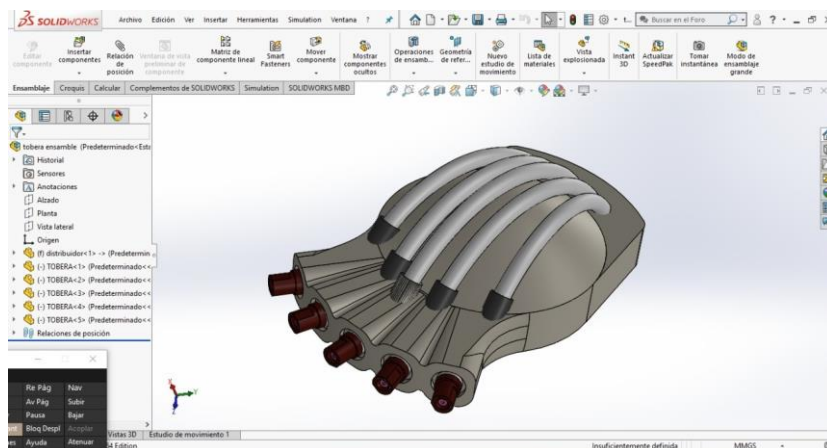 SOLIDWORKS
Archivo Edición Ver Insertar Herramientas Simulation Ventana ?
t...
Buscar en el Foro
?
Editar componente
Insertar componentes
Relación de posición
Ventana de vista preliminar de componente
Matriz de componente lineal
Smart Fasteners
Mover componente
Mostrar componentes ocultos
Operaciones de ensamb...
Geometría de refer...
Nuevo estudio de movimiento
Lista de materiales
Vista explosionada
Instant 3D
Actualizar SpeedPak
Tomar instantánea
Modo de ensamblaje grande
Ensamblaje Croquis Calcular Complementos de SOLIDWORKS Simulation SOLIDWORKS MBD
tobera ensamble (Predeterminado<Esta
Historial
Sensores
Anotaciones
Alzado
Planta
Vista lateral
Origen
(f) distribuidor<1> -> (Predetermin
(-) TOBERA<1> (Predeterminado<<
(-) TOBERA<2> (Predeterminado<<
(-) TOBERA<3> (Predeterminado<<
(-) TOBERA<4> (Predeterminado<<
(-) TOBERA<5> (Predeterminado<<
Relaciones de posición
Re Pág Nav
Av Pág Subir
Pausa Bajar
Bloq Despl Aceptar
Ayuda Atenuar
Vistas 3D Estudio de movimiento 1
Edition
Insuficientemente definida MMGS